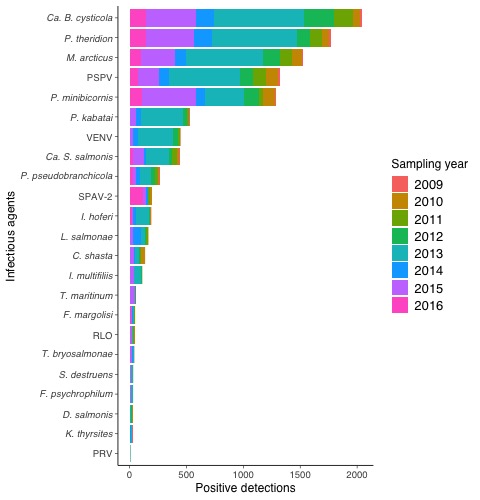 Infectious agents
Ca. B. cysticola
P. theridion
M. arcticus
PSPV
P. minibicornis
P. kabatai
VENV
Ca. S. salmonis
P. pseudobranchicola
SPAV-2
I. hoferi
L. salmonae
C. shasta
I. multifiliis
T. maritinum
F. margolisi
RLO
T. bryosalmonae
S. destruens
F. psychrophilum
D. salmonis
K. thyrsites
PRV
0 500 1000 1500 2000
Positive detections
Sampling year
2009
2010
2011
2012
2013
2014
2015
2016